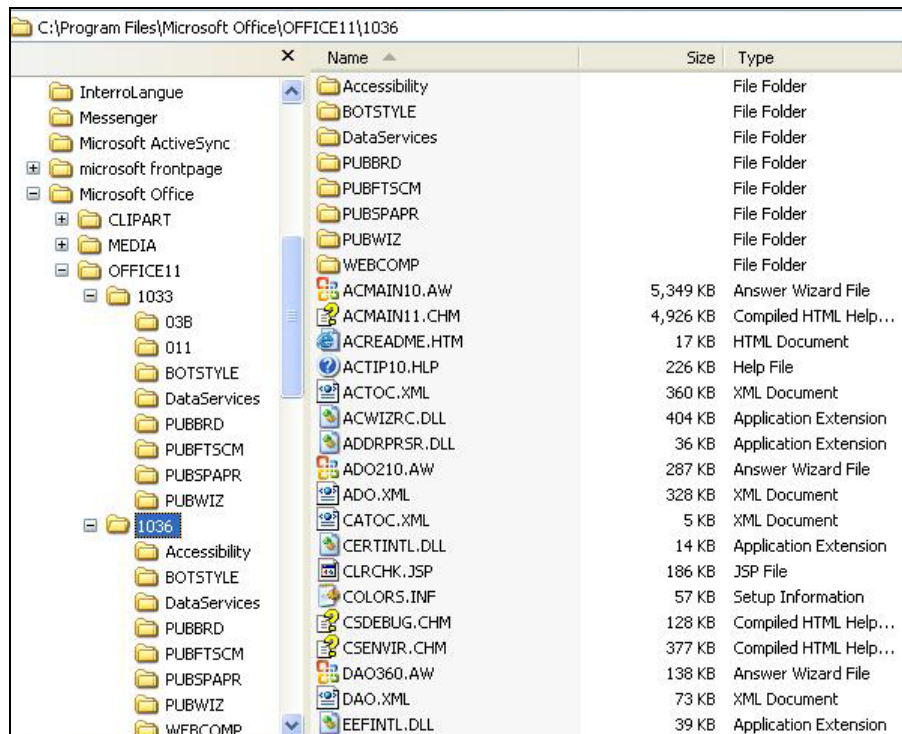 C:\Program Files\Microsoft Office\OFFICE11\1036
Name Size Type
InterroLangue
Messenger
Microsoft ActiveSync
microsoft frontpage
Microsoft Office
CLIPART
MEDIA
OFFICE11
1033
03B
011
BOTSTYLE
DataServices
PUBBRD
PUBFTSCM
PUBSPAPR
PUBWIZ
1036
Accessibility
BOTSTYLE
DataServices
PUBBRD
PUBFTSCM
PUBSPAPR
PUBWIZ
WEBCOMP
Accessibility File Folder
BOTSTYLE File Folder
DataServices File Folder
PUBBRD File Folder
PUBFTSCM File Folder
PUBSPAPR File Folder
PUBWIZ File Folder
WEBCOMP File Folder
ACMAIN10.AW 5,349 KB Answer Wizard File
ACMAIN11.CHM 4,926 KB Compiled HTML Help...
ACREADME.HTM 17 KB HTML Document
ACTIP10.HLP 226 KB Help File
ACTOC.XML 360 KB XML Document
ACWIZRC.DLL 404 KB Application Extension
ADDRPRSR.DLL 36 KB Application Extension
ADO210.AW 287 KB Answer Wizard File
ADO.XML 328 KB XML Document
CATOC.XML 5 KB XML Document
CERTINTL.DLL 14 KB Application Extension
CLRCHK.JSP 186 KB JSP File
COLORS.INF 57 KB Setup Information
CSDEBUG.CHM 128 KB Compiled HTML Help...
CSENVIR.CHM 377 KB Compiled HTML Help...
DAO360.AW 138 KB Answer Wizard File
DAO.XML 73 KB XML Document
EEFINTL.DLL 39 KB Application Extension